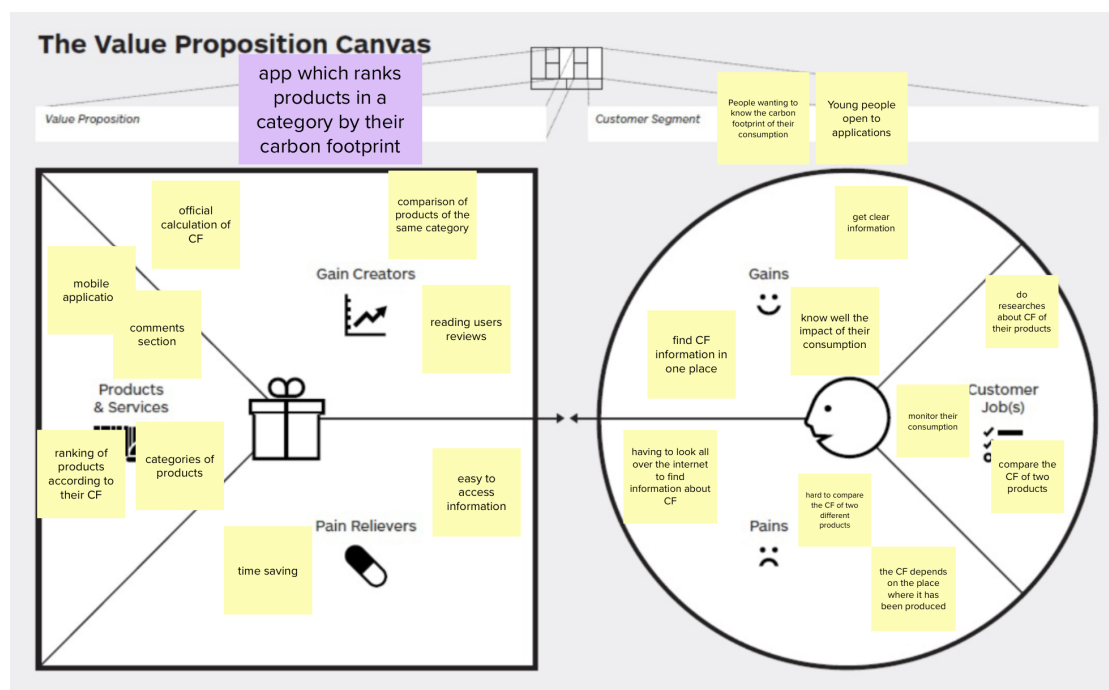 The Value Proposition Canvas
app which ranks
products in a
category by their
carbon footprint
Value Proposition
Customer Segment
People wanting to
know the carbon
footprint of their
consumption
Young people
open to
applications
official
calculation of
CF
comparison of
products of the
same category
mobile
applicatio
comments
section
Gain Creators
reading users
reviews
Products
& Services
ranking of
products
according to
their CF
categories of
products
easy to
access
information
Pain Relievers
time saving
get clear
information
Gains
do
researches
about CF of
their products
find CF
information in
one place
know well the
impact of their
consumption
Customer
Job(s)
monitor their
consumption
compare the
CF of two
products
having to look all
over the internet
to find
information about
CF
hard to compare
the CF of two
different
products
Pains
the CF depends
on the place
where it has
been produced